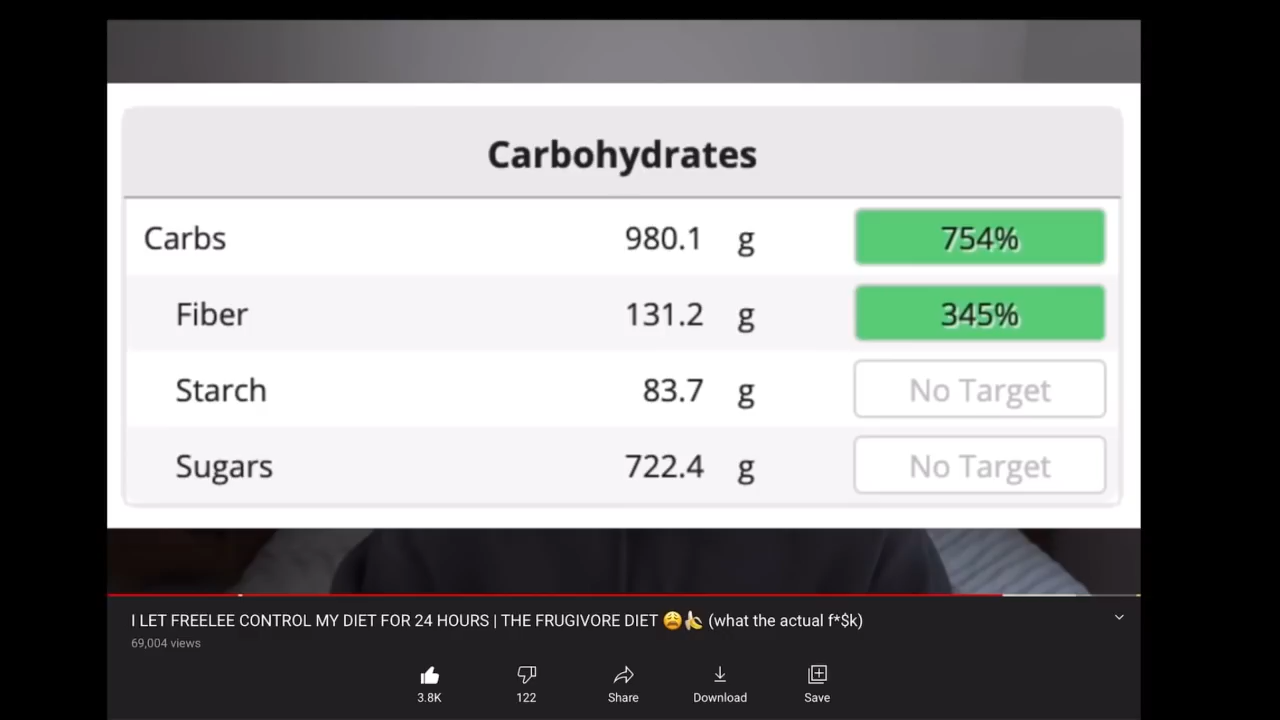 Carbohydrates
Carbs 980.1 g 754%
Fiber 131.2 g 345%
Starch 83.7 g No Target
Sugars 722.4 g No Target
I LET FREELEE CONTROL MY DIET FOR 24 HOURS | THE FRUGIVORE DIET 😩🍌 (what the actual f*$k)
69,004 views
3.8K 122 Share Download Save